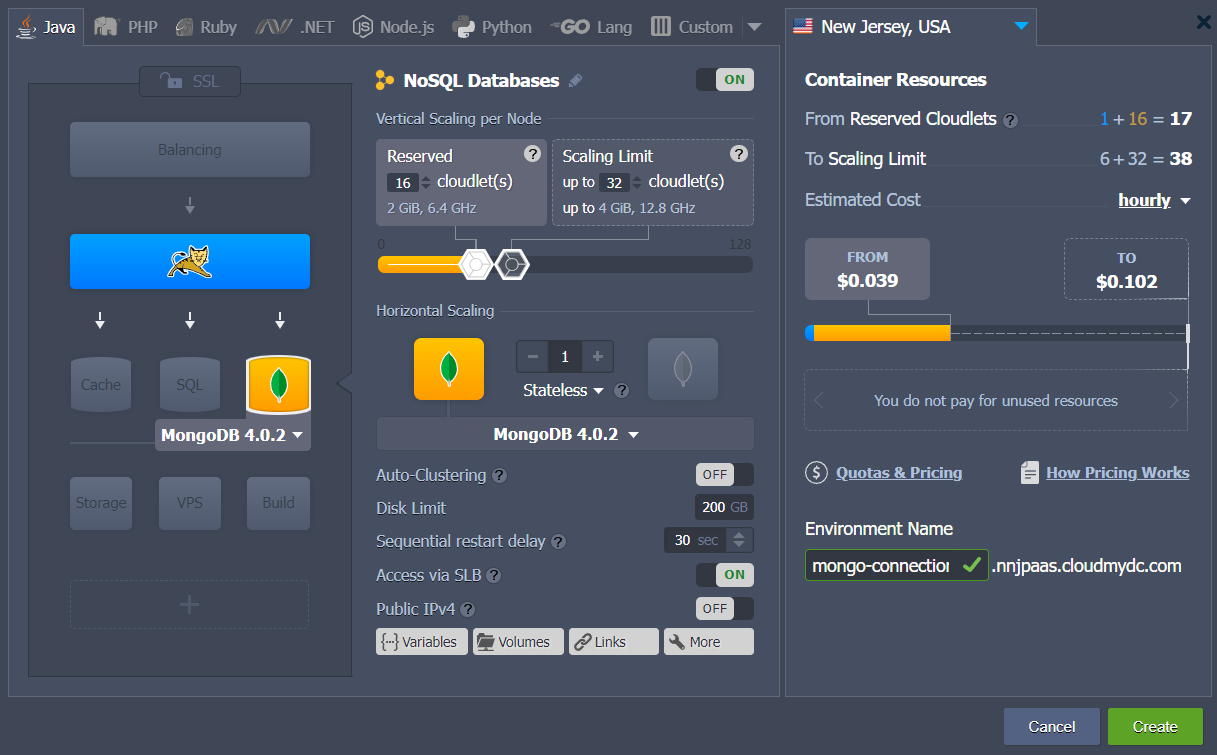 Java
PHP
Ruby
.NET
Node.js
Python
GO Lang
Custom
New Jersey, USA
SSL
Balancing
Cache
SQL
MongoDB 4.0.2
Storage
VPS
Build
NoSQL Databases
ON
Vertical Scaling per Node
Reserved ?
16 cloudlet(s)
2 GiB, 6.4 GHz
Scaling Limit ?
up to 32 cloudlet(s)
up to 4 GiB, 12.8 GHz
0 128
Horizontal Scaling
1
Stateless ?
MongoDB 4.0.2
Auto-Clustering ? OFF
Disk Limit 200 GB
Sequential restart delay ? 30 sec
Access via SLB ? ON
Public IPv4 ? OFF
Variables
Volumes
Links
More
Container Resources
From Reserved Cloudlets ? 1 + 16 = 17
To Scaling Limit 6 + 32 = 38
Estimated Cost hourly
FROM
$0.039
TO
$0.102
You do not pay for unused resources
$ Quotas & Pricing
How Pricing Works
Environment Name
mongo-connection .nnjpaas.cloudmydc.com
Cancel
Create